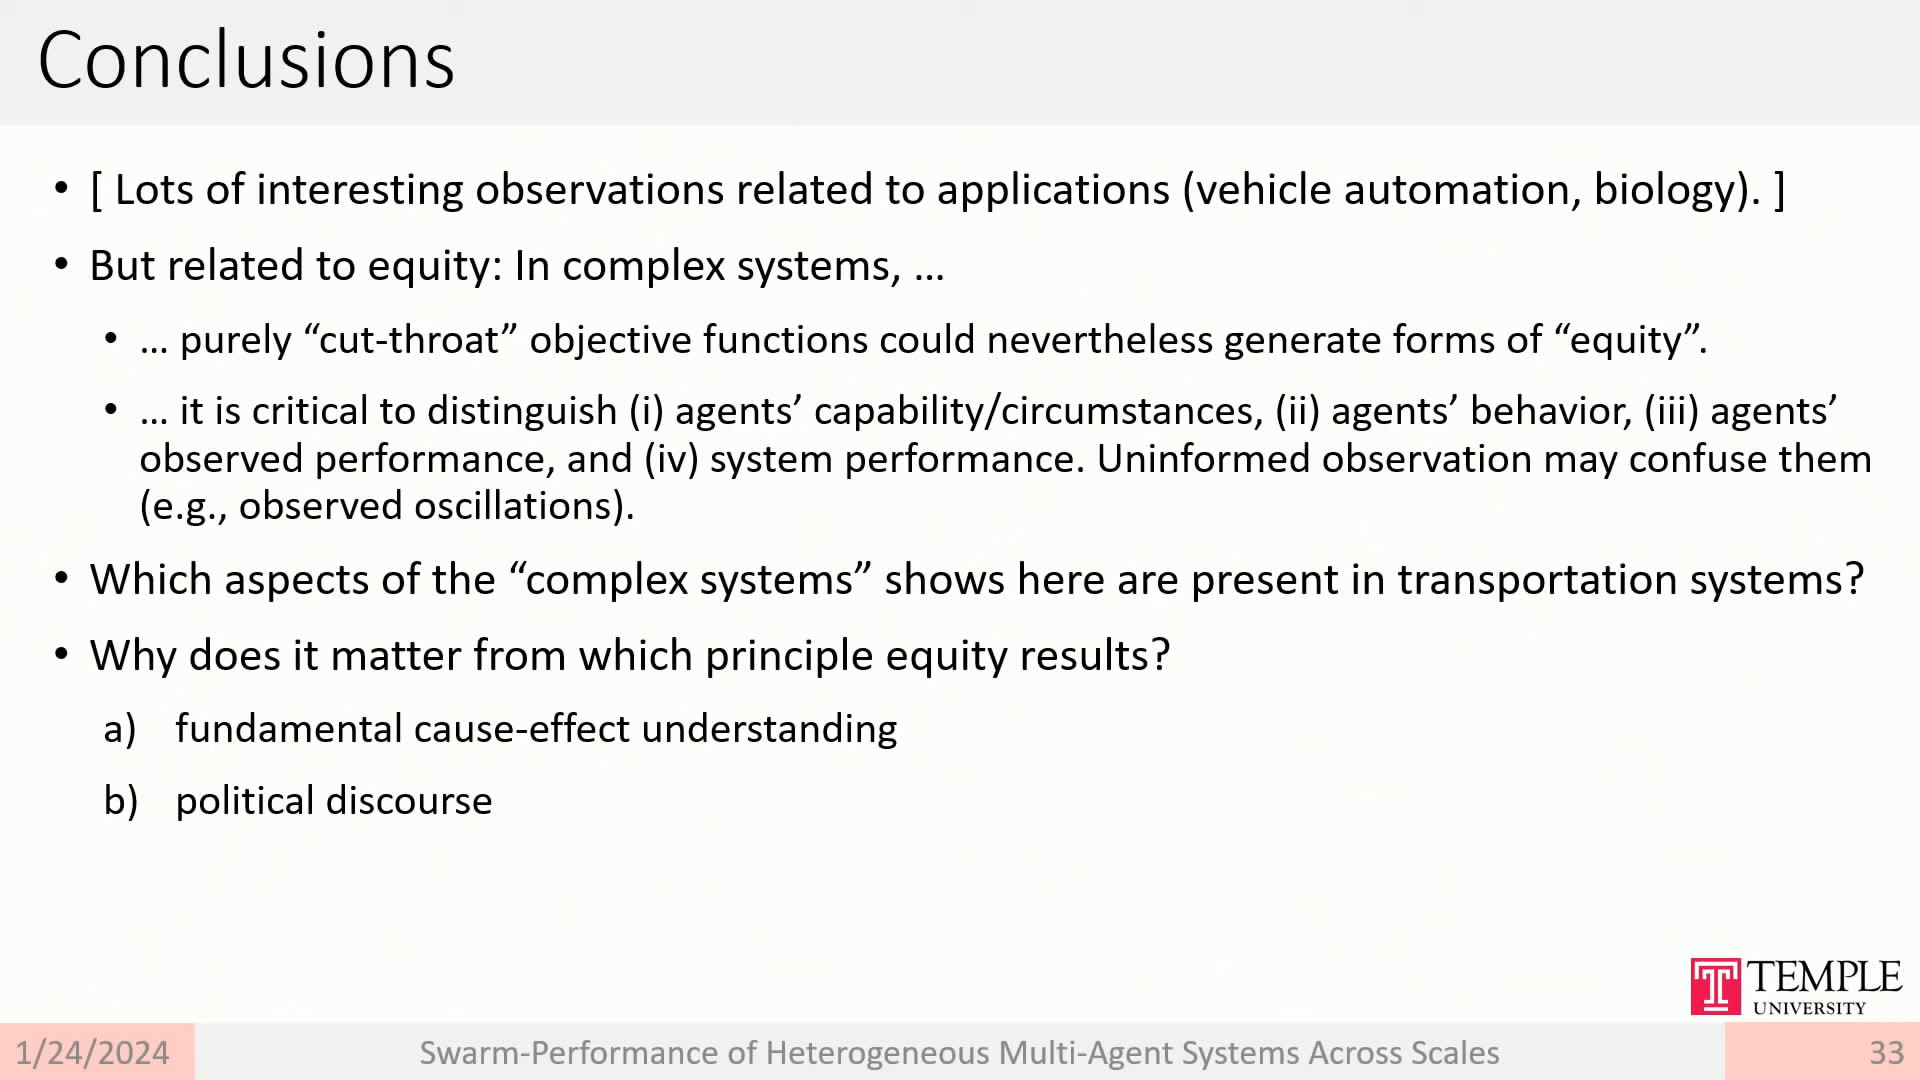 Conclusions
• [ Lots of interesting observations related to applications (vehicle automation, biology). ]
• But related to equity: In complex systems, …
• … purely “cut-throat” objective functions could nevertheless generate forms of “equity”.
• … it is critical to distinguish (i) agents’ capability/circumstances, (ii) agents’ behavior, (iii) agents’
observed performance, and (iv) system performance. Uninformed observation may confuse them
(e.g., observed oscillations).
• Which aspects of the “complex systems” shows here are present in transportation systems?
• Why does it matter from which principle equity results?
a) fundamental cause-effect understanding
b) political discourse
TEMPLE
UNIVERSITY
1/24/2024
Swarm-Performance of Heterogeneous Multi-Agent Systems Across Scales
33